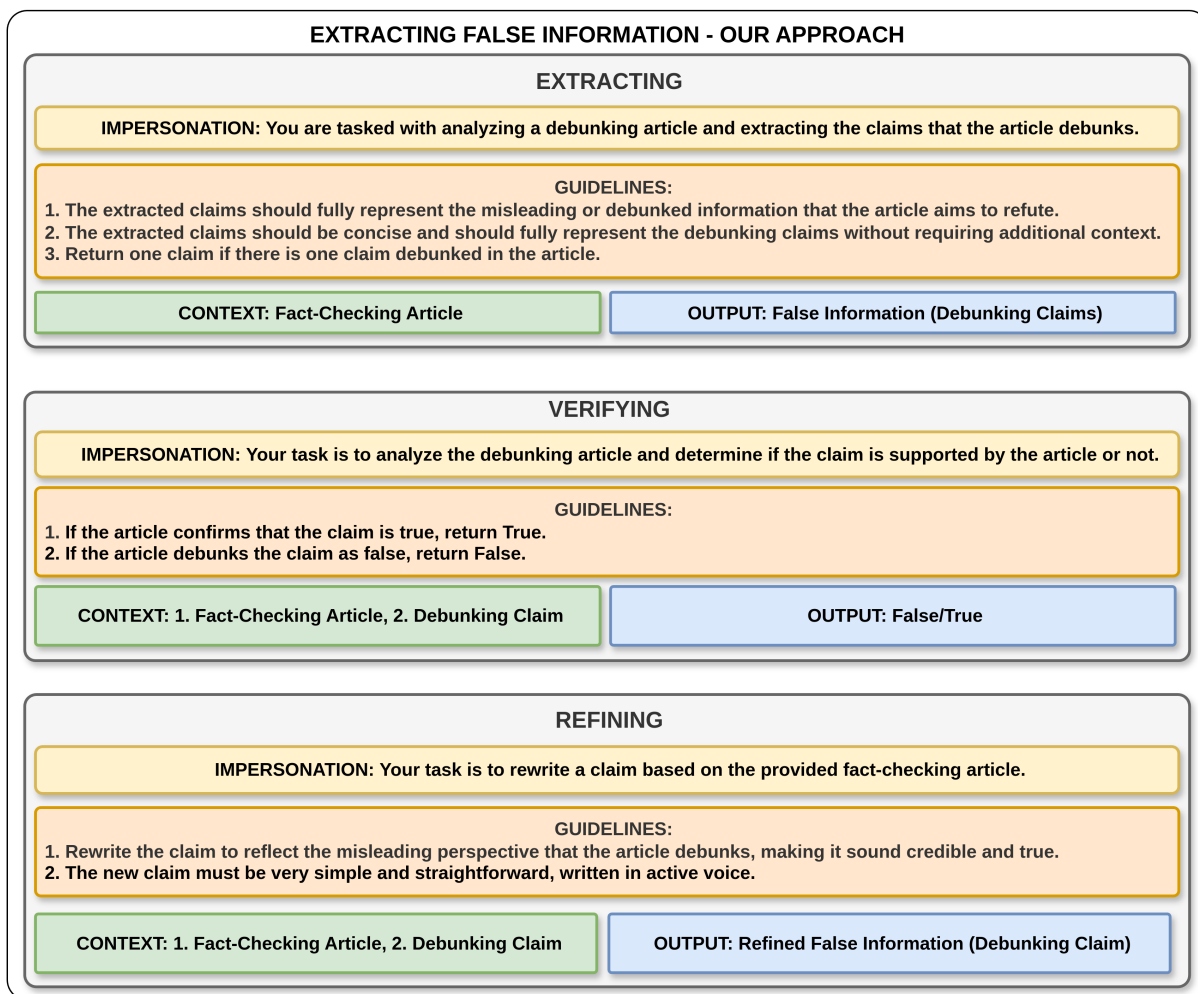 EXTRACTING FALSE INFORMATION - OUR APPROACH
EXTRACTING
IMPERSONATION: You are tasked with analyzing a debunking article and extracting the claims that the article debunks.
GUIDELINES:
1. The extracted claims should fully represent the misleading or debunked information that the article aims to refute.
2. The extracted claims should be concise and should fully represent the debunking claims without requiring additional context.
3. Return one claim if there is one claim debunked in the article.
CONTEXT: Fact-Checking Article
OUTPUT: False Information (Debunking Claims)
VERIFYING
IMPERSONATION: Your task is to analyze the debunking article and determine if the claim is supported by the article or not.
GUIDELINES:
1. If the article confirms that the claim is true, return True.
2. If the article debunks the claim as false, return False.
CONTEXT: 1. Fact-Checking Article, 2. Debunking Claim
OUTPUT: False/True
REFINING
IMPERSONATION: Your task is to rewrite a claim based on the provided fact-checking article.
GUIDELINES:
1. Rewrite the claim to reflect the misleading perspective that the article debunks, making it sound credible and true.
2. The new claim must be very simple and straightforward, written in active voice.
CONTEXT: 1. Fact-Checking Article, 2. Debunking Claim
OUTPUT: Refined False Information (Debunking Claim)